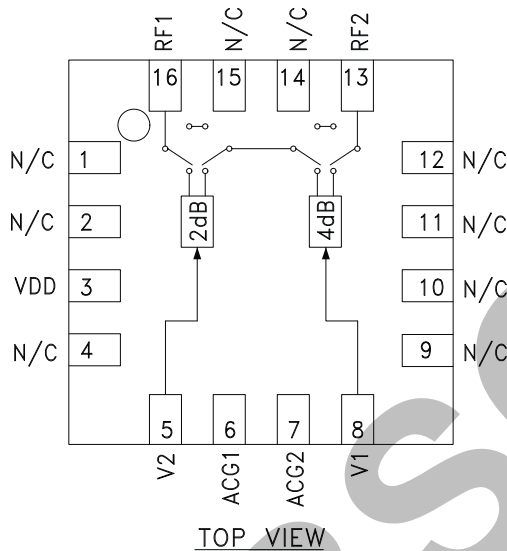 RF1 N/C N/C RF2
16 15 14 13
N/C 1
N/C 2
VDD 3
N/C 4
12 N/C
11 N/C
10 N/C
9 N/C
2dB 4dB
5 6 7 8
V2 ACG1 ACG2 V1
TOP VIEW